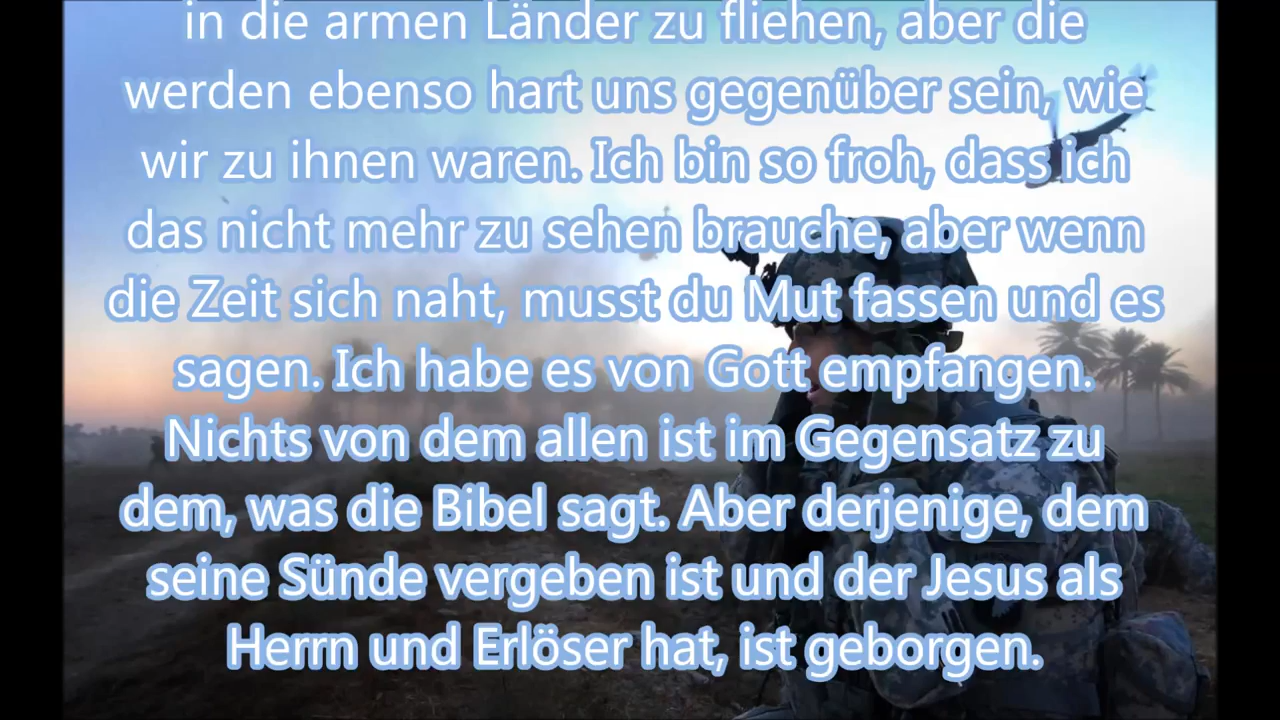 in die armen Länder zu fliehen, aber die
werden ebenso hart uns gegenüber sein, wie
wir zu ihnen waren. Ich bin so froh, dass ich
das nicht mehr zu sehen brauche, aber wenn
die Zeit sich naht, musst du Mut fassen und es
sagen. Ich habe es von Gott empfangen.
Nichts von dem allen ist im Gegensatz zu
dem, was die Bibel sagt. Aber derjenige, dem
seine Sünde vergeben ist und der Jesus als
Herrn und Erlöser hat, ist geborgen.